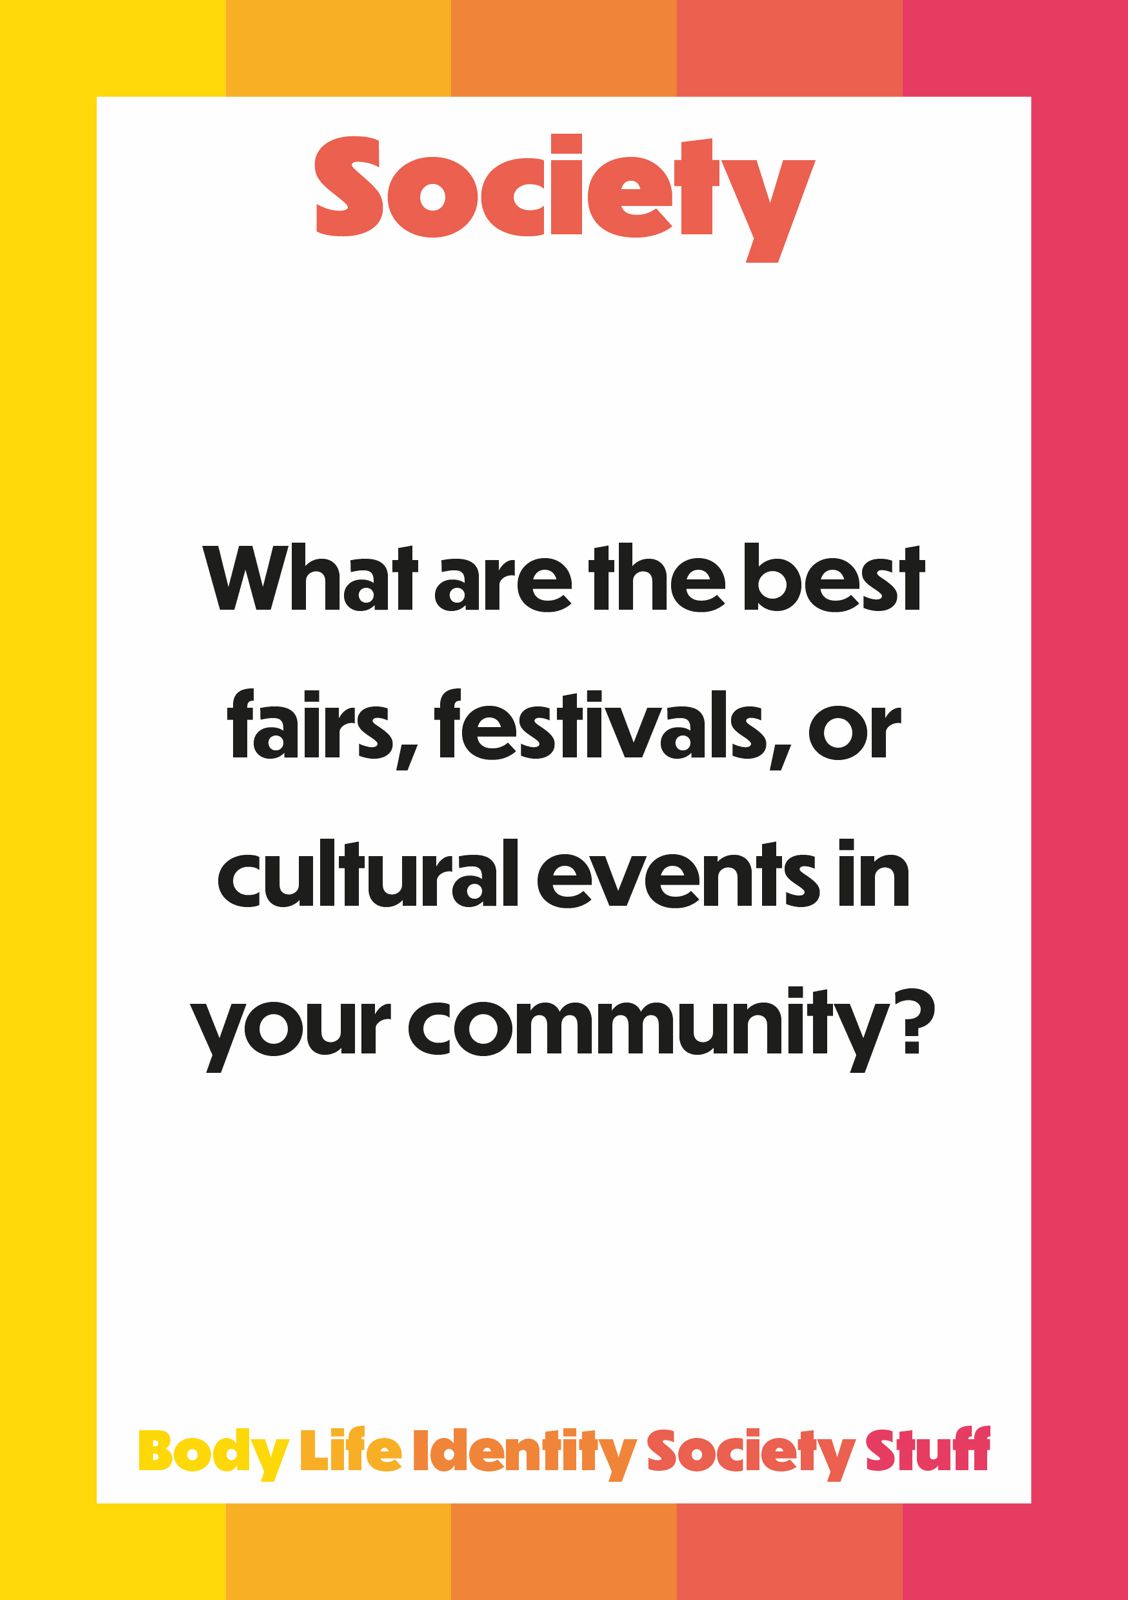 Society
What are the best
fairs, festivals, or
cultural events in
your community?
Body Life Identity Society Stuff